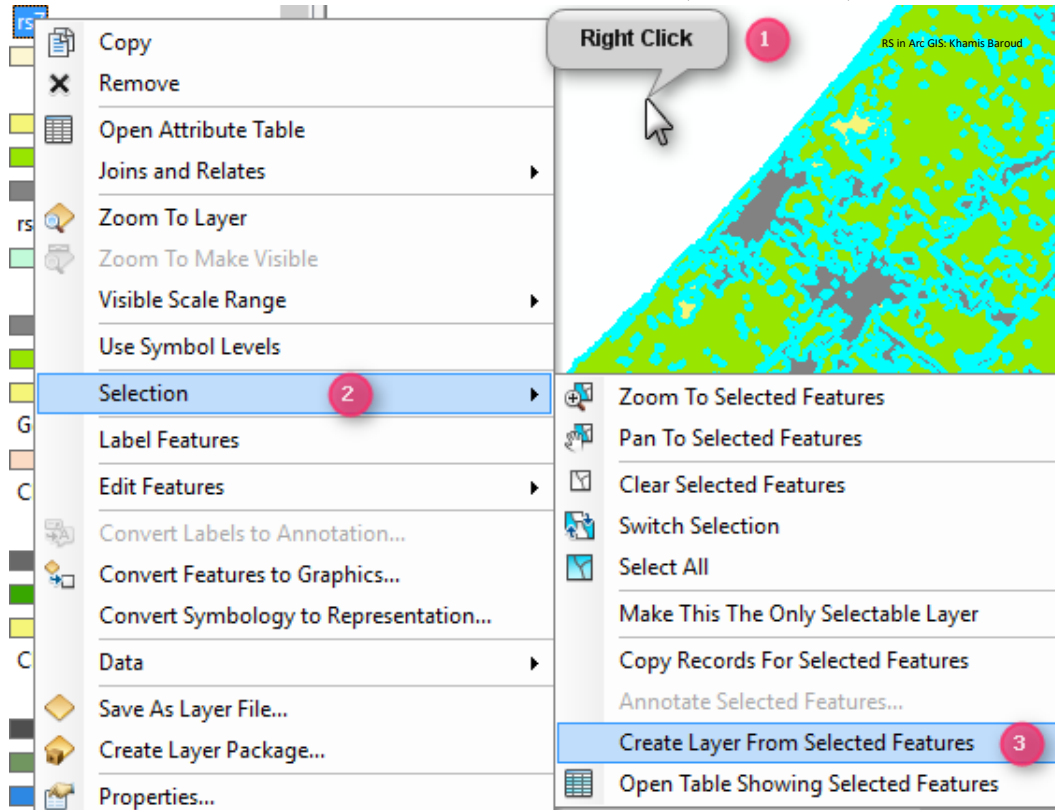 rs7
Copy
Remove
Open Attribute Table
Joins and Relates
Zoom To Layer
Zoom To Make Visible
Visible Scale Range
Use Symbol Levels
Selection 2
Label Features
Edit Features
Convert Labels to Annotation...
Convert Features to Graphics...
Convert Symbology to Representation...
Data
Save As Layer File...
Create Layer Package...
Properties...
rs
G
C
C
Right Click 1
RS in Arc GIS: Khamis Baroud
Zoom To Selected Features
Pan To Selected Features
Clear Selected Features
Switch Selection
Select All
Make This The Only Selectable Layer
Copy Records For Selected Features
Annotate Selected Features...
Create Layer From Selected Features 3
Open Table Showing Selected Features